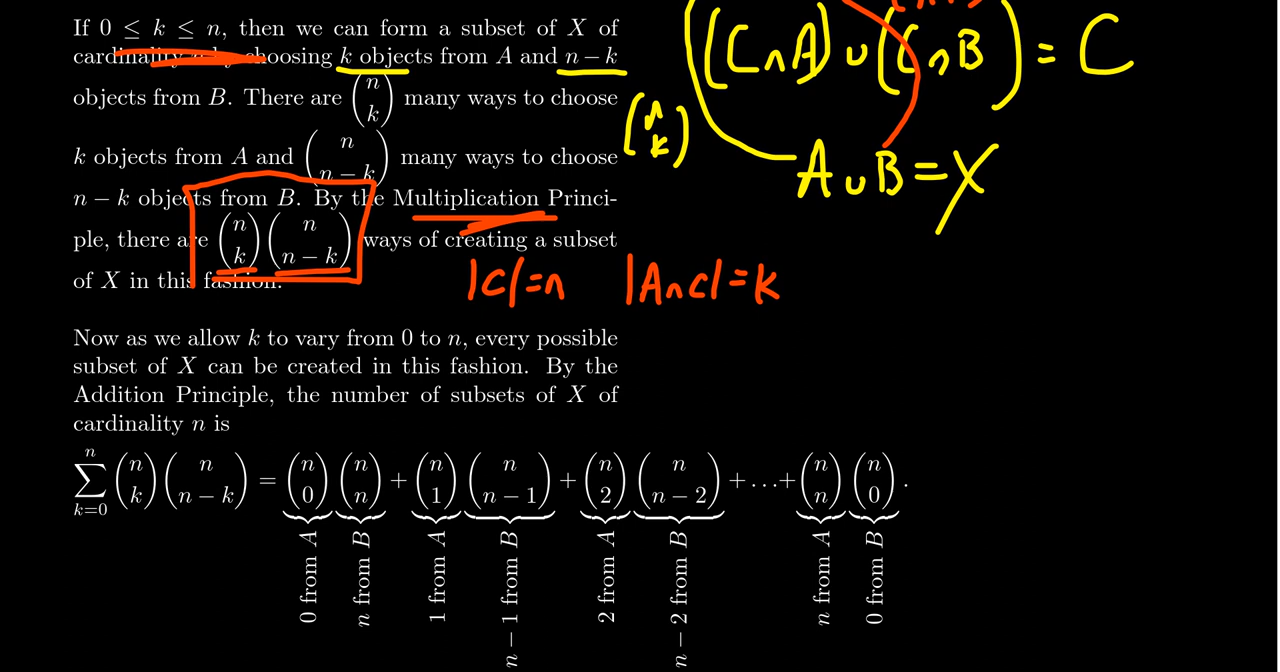 If 0 ≤ k ≤ n, then we can form a subset of X of
cardinality n by choosing k objects from A and n − k
objects from B. There are (n k) many ways to choose
k objects from A and (n n − k) many ways to choose
n − k objects from B. By the Multiplication Princi-
ple, there are (n k)(n n − k) ways of creating a subset
of X in this fashion.
Now as we allow k to vary from 0 to n, every possible
subset of X can be created in this fashion. By the
Addition Principle, the number of subsets of X of
cardinality n is
n ∑ k=0 (n k)(n n − k) = (n 0)(n n) + (n 1)(n n − 1) + (n 2)(n n − 2) + … + (n n)(n 0).
0 from A
n from B
1 from A
n − 1 from B
2 from A
n − 2 from B
n from A
0 from B
((C∩A) ∪ (C∩B)) = C
(n k)
A∪B=X
|C|=n |A∩C|=k